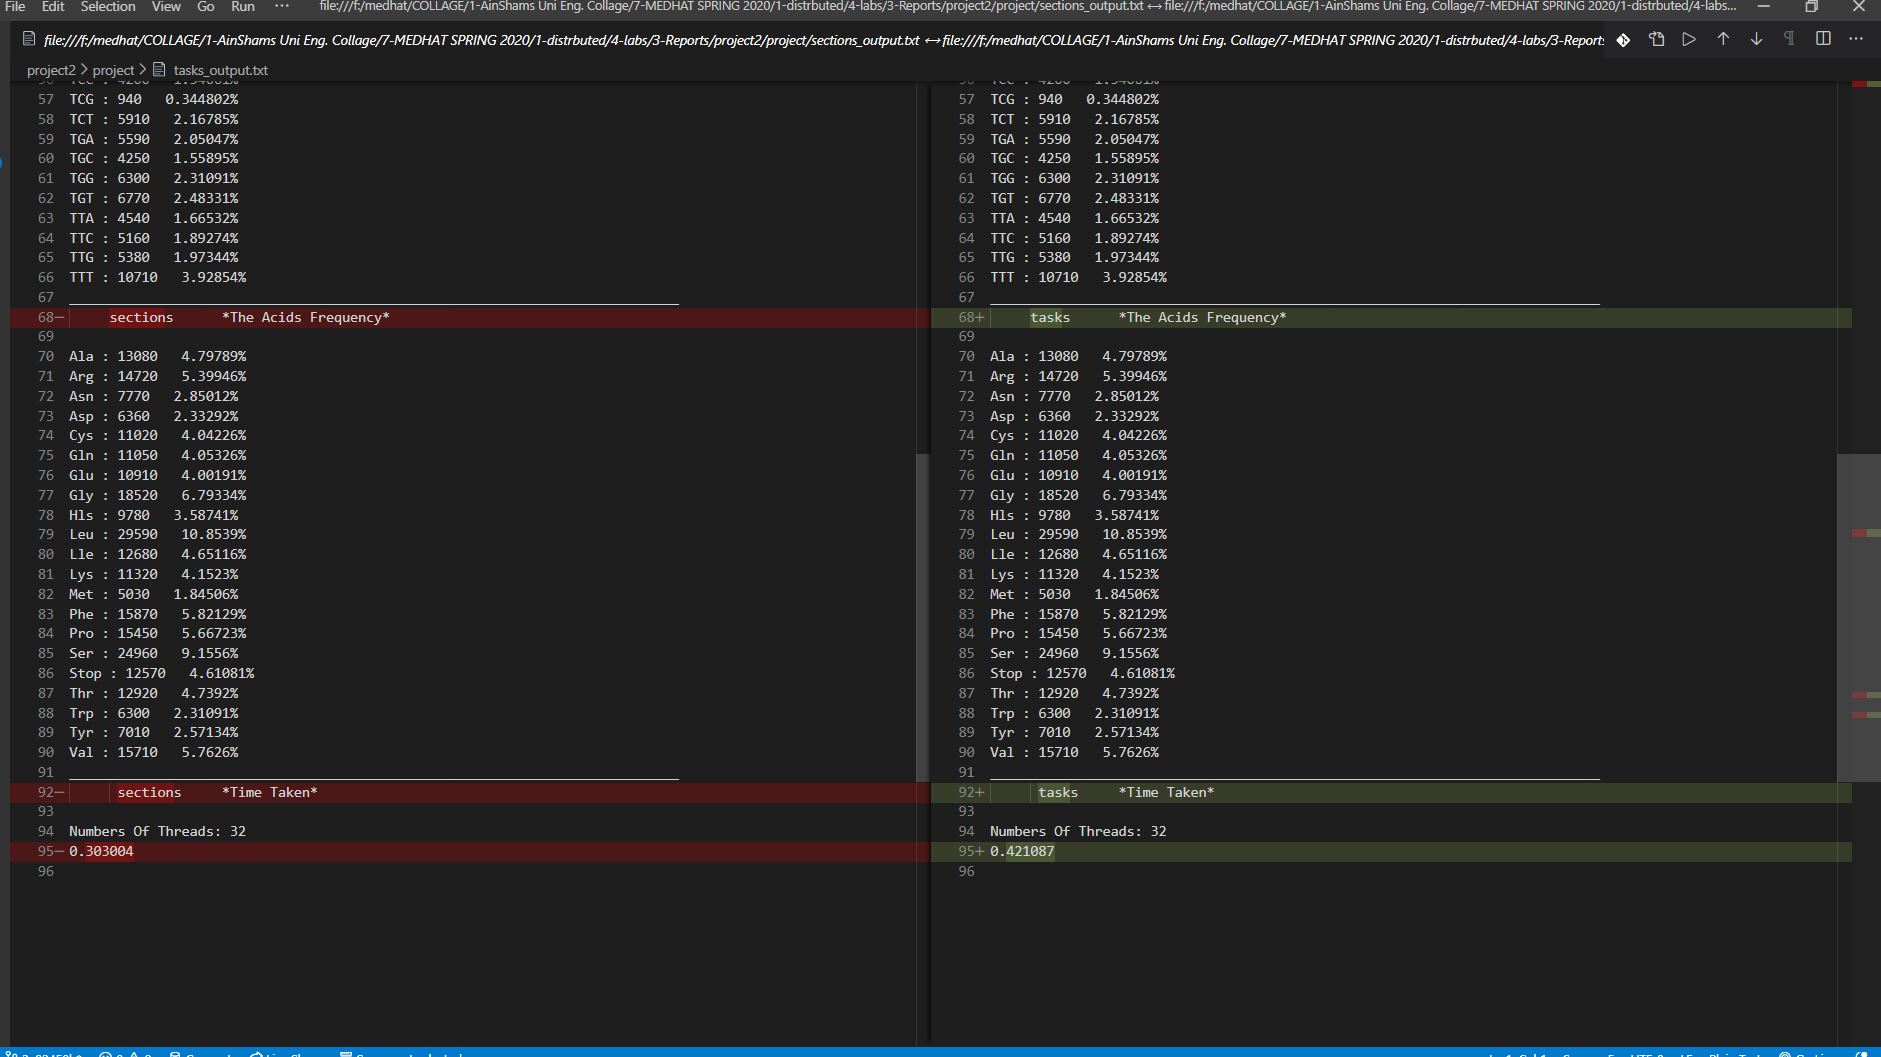 File Edit Selection View Go Run ··· file:///f:/medhat/COLLAGE/1-AinShams Uni Eng. Collage/7-MEDHAT SPRING 2020/1-distrbuted/4-labs/3-Reports/project2/project/sections_output.txt ↔ file:///f:/medhat/COLLAGE/1-AinShams Uni Eng. Collage/7-MEDHAT SPRING 2020/1-distrbuted/4-labs...
file:///f:/medhat/COLLAGE/1-AinShams Uni Eng. Collage/7-MEDHAT SPRING 2020/1-distrbuted/4-labs/3-Reports/project2/project/sections_output.txt ↔ file:///f:/medhat/COLLAGE/1-AinShams Uni Eng. Collage/7-MEDHAT SPRING 2020/1-distrbuted/4-labs/3-Reports
project2 > project > tasks_output.txt
57 TCG : 940 0.344802%
58 TCT : 5910 2.16785%
59 TGA : 5590 2.05047%
60 TGC : 4250 1.55895%
61 TGG : 6300 2.31091%
62 TGT : 6770 2.48331%
63 TTA : 4540 1.66532%
64 TTC : 5160 1.89274%
65 TTG : 5380 1.97344%
66 TTT : 10710 3.92854%
67
68− sections *The Acids Frequency*
69
70 Ala : 13080 4.79789%
71 Arg : 14720 5.39946%
72 Asn : 7770 2.85012%
73 Asp : 6360 2.33292%
74 Cys : 11020 4.04226%
75 Gln : 11050 4.05326%
76 Glu : 10910 4.00191%
77 Gly : 18520 6.79334%
78 Hls : 9780 3.58741%
79 Leu : 29590 10.8539%
80 Lle : 12680 4.65116%
81 Lys : 11320 4.1523%
82 Met : 5030 1.84506%
83 Phe : 15870 5.82129%
84 Pro : 15450 5.66723%
85 Ser : 24960 9.1556%
86 Stop : 12570 4.61081%
87 Thr : 12920 4.7392%
88 Trp : 6300 2.31091%
89 Tyr : 7010 2.57134%
90 Val : 15710 5.7626%
91
92− sections *Time Taken*
93
94 Numbers Of Threads: 32
95− 0.303004
96
57 TCG : 940 0.344802%
58 TCT : 5910 2.16785%
59 TGA : 5590 2.05047%
60 TGC : 4250 1.55895%
61 TGG : 6300 2.31091%
62 TGT : 6770 2.48331%
63 TTA : 4540 1.66532%
64 TTC : 5160 1.89274%
65 TTG : 5380 1.97344%
66 TTT : 10710 3.92854%
67
68+ tasks *The Acids Frequency*
69
70 Ala : 13080 4.79789%
71 Arg : 14720 5.39946%
72 Asn : 7770 2.85012%
73 Asp : 6360 2.33292%
74 Cys : 11020 4.04226%
75 Gln : 11050 4.05326%
76 Glu : 10910 4.00191%
77 Gly : 18520 6.79334%
78 Hls : 9780 3.58741%
79 Leu : 29590 10.8539%
80 Lle : 12680 4.65116%
81 Lys : 11320 4.1523%
82 Met : 5030 1.84506%
83 Phe : 15870 5.82129%
84 Pro : 15450 5.66723%
85 Ser : 24960 9.1556%
86 Stop : 12570 4.61081%
87 Thr : 12920 4.7392%
88 Trp : 6300 2.31091%
89 Tyr : 7010 2.57134%
90 Val : 15710 5.7626%
91
92+ tasks *Time Taken*
93
94 Numbers Of Threads: 32
95+ 0.421087
96